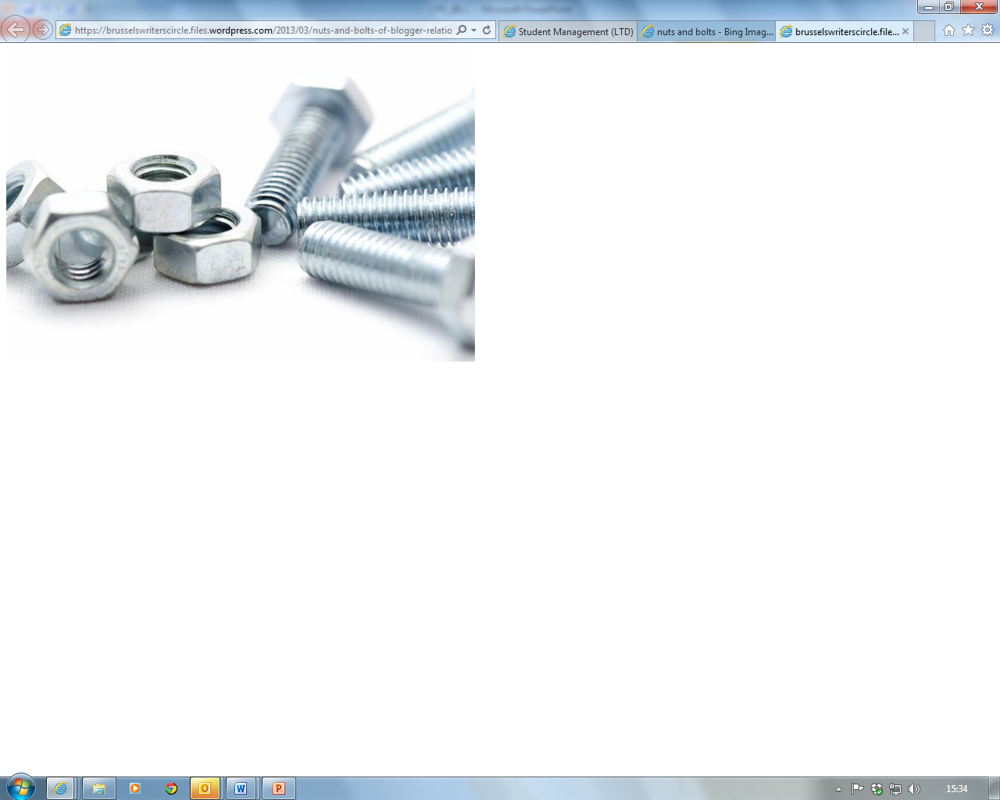 https://brusselswriterscircle.files.wordpress.com/2013/03/nuts-and-bolts-of-blogger-relatio
Student Management (LTD)
nuts and bolts - Bing Imag...
brusselswriterscircle.file...
15:34